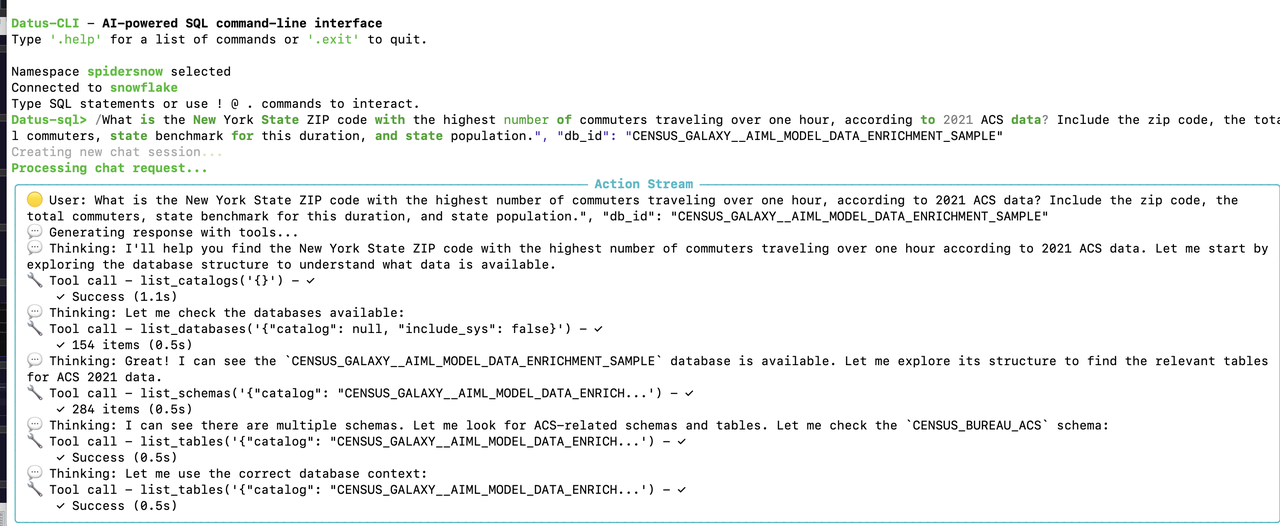 Datus-CLI - AI-powered SQL command-line interface
Type '.help' for a list of commands or '.exit' to quit.
Namespace spidersnow selected
Connected to snowflake
Type SQL statements or use ! @ . commands to interact.
Datus-sql> /What is the New York State ZIP code with the highest number of commuters traveling over one hour, according to 2021 ACS data? Include the zip code, the tota
l commuters, state benchmark for this duration, and state population.", "db_id": "CENSUS_GALAXY__AIML_MODEL_DATA_ENRICHMENT_SAMPLE"
Creating new chat session...
Processing chat request...
Action Stream
🟡 User: What is the New York State ZIP code with the highest number of commuters traveling over one hour, according to 2021 ACS data? Include the zip code, the
total commuters, state benchmark for this duration, and state population.", "db_id": "CENSUS_GALAXY__AIML_MODEL_DATA_ENRICHMENT_SAMPLE"
💬 Generating response with tools...
💬 Thinking: I'll help you find the New York State ZIP code with the highest number of commuters traveling over one hour according to 2021 ACS data. Let me start by
exploring the database structure to understand what data is available.
🔧 Tool call - list_catalogs('{}') - ✓
✓ Success (1.1s)
💬 Thinking: Let me check the databases available:
🔧 Tool call - list_databases('{"catalog": null, "include_sys": false}') - ✓
✓ 154 items (0.5s)
💬 Thinking: Great! I can see the `CENSUS_GALAXY__AIML_MODEL_DATA_ENRICHMENT_SAMPLE` database is available. Let me explore its structure to find the relevant tables
for ACS 2021 data.
🔧 Tool call - list_schemas('{"catalog": "CENSUS_GALAXY__AIML_MODEL_DATA_ENRICH...') - ✓
✓ 284 items (0.5s)
💬 Thinking: I can see there are multiple schemas. Let me look for ACS-related schemas and tables. Let me check the `CENSUS_BUREAU_ACS` schema:
🔧 Tool call - list_tables('{"catalog": "CENSUS_GALAXY__AIML_MODEL_DATA_ENRICH...') - ✓
✓ Success (0.5s)
💬 Thinking: Let me use the correct database context:
🔧 Tool call - list_tables('{"catalog": "CENSUS_GALAXY__AIML_MODEL_DATA_ENRICH...') - ✓
✓ Success (0.5s)